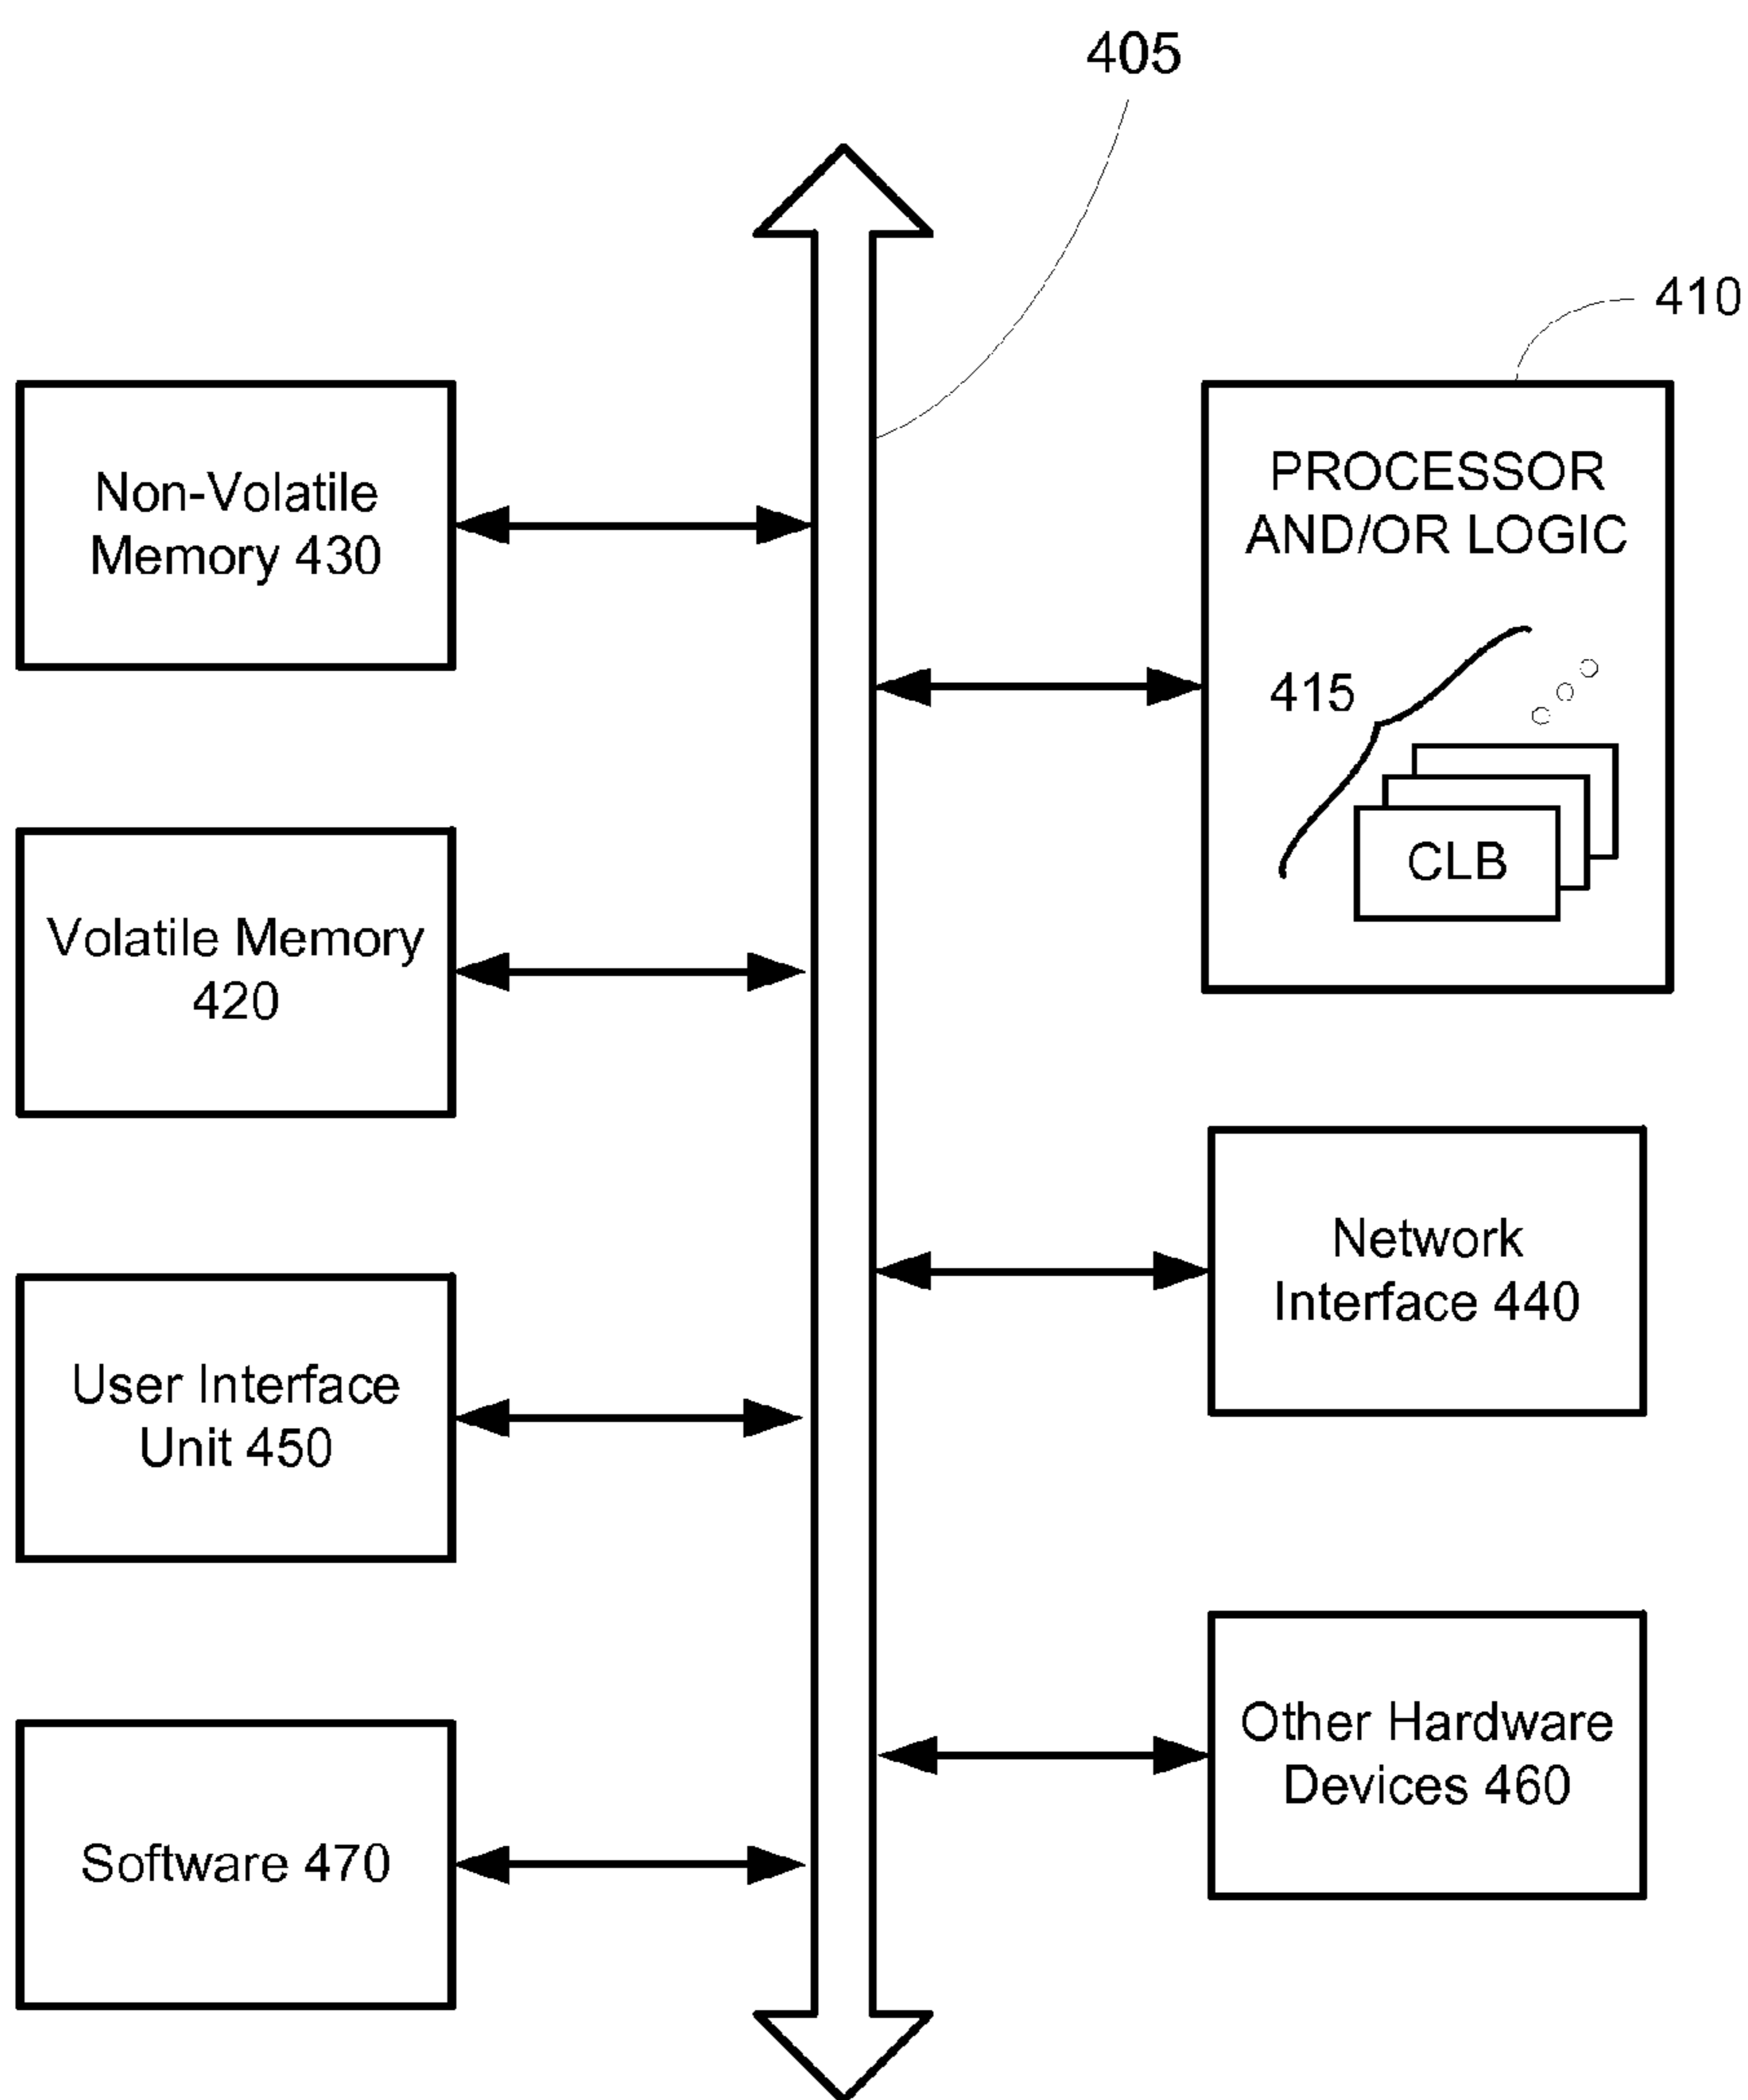 405
410
Non-Volatile
Memory 430
PROCESSOR
AND/OR LOGIC
415
CLB
Volatile Memory
420
Network
Interface 440
User Interface
Unit 450
Other Hardware
Devices 460
Software 470